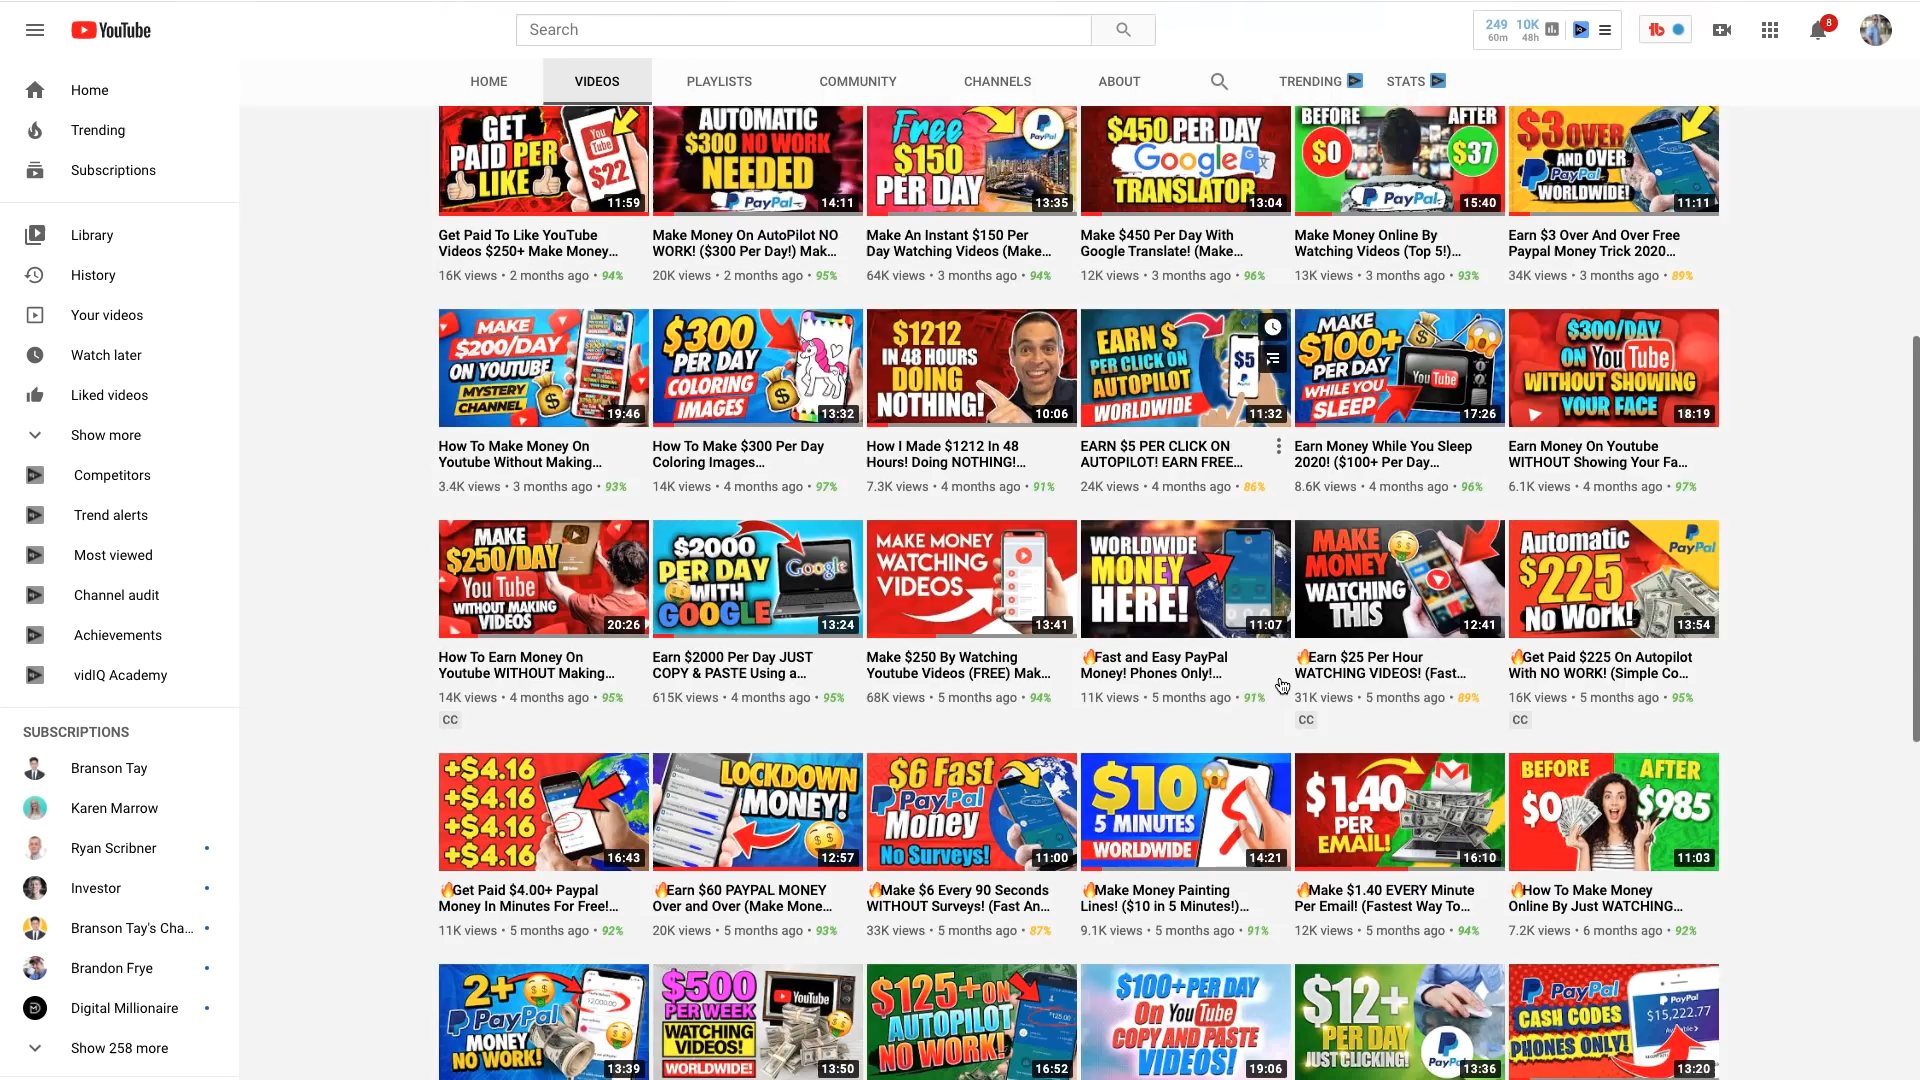 YouTube
Search
249 10K
60m 48h
8
Home
Trending
Subscriptions
Library
History
Your videos
Watch later
Liked videos
Show more
Competitors
Trend alerts
Most viewed
Channel audit
Achievements
vidIQ Academy
SUBSCRIPTIONS
Branson Tay
Karen Marrow
Ryan Scribner
Investor
Branson Tay's Cha...
Brandon Frye
Digital Millionaire
Show 258 more
HOME VIDEOS PLAYLISTS COMMUNITY CHANNELS ABOUT TRENDING STATS
GET
PAID PER
LIKE
You
Tube
$22
11:59
Get Paid To Like YouTube
Videos $250+ Make Money...
16K views • 2 months ago • 94%
AUTOMATIC
$300 NO WORK
NEEDED
PayPal
14:11
Make Money On AutoPilot NO
WORK! ($300 Per Day!) Mak...
20K views • 2 months ago • 95%
Free
$150
PER DAY
PayPal
13:35
Make An Instant $150 Per
Day Watching Videos (Make...
64K views • 3 months ago • 94%
$450 PER DAY
Google
TRANSLATOR
13:04
Make $450 Per Day With
Google Translate! (Make...
12K views • 3 months ago • 96%
BEFORE AFTER
$0 $37
PayPal
15:40
Make Money Online By
Watching Videos (Top 5!)...
13K views • 3 months ago • 93%
$3 OVER
AND OVER
PayPal
WORLDWIDE!
11:11
Earn $3 Over And Over Free
Paypal Money Trick 2020...
34K views • 3 months ago • 89%
MAKE
$200/DAY
ON YOUTUBE
MYSTERY
CHANNEL
19:46
How To Make Money On
Youtube Without Making...
3.4K views • 3 months ago • 93%
$300
PER DAY
COLORING
IMAGES
13:32
How To Make $300 Per Day
Coloring Images...
14K views • 4 months ago • 97%
$1212
IN 48 HOURS
DOING
NOTHING!
10:06
How I Made $1212 In 48
Hours! Doing NOTHING!...
7.3K views • 4 months ago • 91%
EARN $
PER CLICK ON
AUTOPILOT
WORLDWIDE
$5
11:32
EARN $5 PER CLICK ON
AUTOPILOT! EARN FREE...
24K views • 4 months ago • 86%
MAKE
$100+
PER DAY
WHILE YOU
SLEEP
YouTube
17:26
Earn Money While You Sleep
2020! ($100+ Per Day...
8.6K views • 4 months ago • 96%
$300/DAY
ON YouTube
WITHOUT SHOWING
YOUR FACE
18:19
Earn Money On Youtube
WITHOUT Showing Your Fa...
6.1K views • 4 months ago • 97%
MAKE
$250/DAY
YouTube
WITHOUT MAKING
VIDEOS
20:26
How To Earn Money On
Youtube WITHOUT Making...
14K views • 4 months ago • 95%
CC
$2000
PER DAY
WITH
GOOGLE
Google
13:24
Earn $2000 Per Day JUST
COPY & PASTE Using a...
615K views • 4 months ago • 95%
MAKE MONEY
WATCHING
VIDEOS
13:41
Make $250 By Watching
Youtube Videos (FREE) Mak...
68K views • 5 months ago • 94%
WORLDWIDE
MONEY
HERE!
11:07
🔥Fast and Easy PayPal
Money! Phones Only!...
11K views • 5 months ago • 91%
MAKE
MONEY
WATCHING
THIS
12:41
🔥Earn $25 Per Hour
WATCHING VIDEOS! (Fast...
31K views • 5 months ago • 89%
CC
Automatic
$225
No Work!
PayPal
13:54
🔥Get Paid $225 On Autopilot
With NO WORK! (Simple Co...
16K views • 5 months ago • 95%
CC
+$4.16
+$4.16
+$4.16
+$4.16
16:43
🔥Get Paid $4.00+ Paypal
Money In Minutes For Free!...
11K views • 5 months ago • 92%
LOCKDOWN
MONEY!
12:57
🔥Earn $60 PAYPAL MONEY
Over and Over (Make Mone...
20K views • 5 months ago • 93%
$6 Fast
PayPal
Money
No Surveys!
11:00
🔥Make $6 Every 90 Seconds
WITHOUT Surveys! (Fast An...
33K views • 5 months ago • 87%
$10
5 MINUTES
WORLDWIDE
14:21
🔥Make Money Painting
Lines! ($10 in 5 Minutes!)...
9.1K views • 5 months ago • 91%
$1.40
PER
EMAIL!
16:10
🔥Make $1.40 EVERY Minute
Per Email! (Fastest Way To...
12K views • 5 months ago • 94%
BEFORE AFTER
$0 $985
11:03
🔥How To Make Money
Online By Just WATCHING...
7.2K views • 6 months ago • 92%
2+
PayPal
MONEY
NO WORK!
13:39
$500
PER WEEK
WATCHING
VIDEOS!
WORLDWIDE!
YouTube
13:50
$125+ ON
AUTOPILOT
NO WORK!
16:52
$100+ PER DAY
On YouTube
COPY AND PASTE
VIDEOS!
19:06
$12+
PER DAY
JUST CLICKING!
PayPal
13:36
PayPal
CASH CODES
PHONES ONLY!
PayPal
$15,222.77
13:20